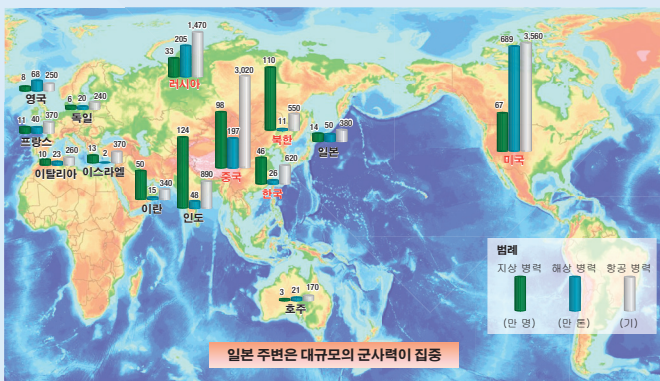 33 205 1,470
러시아
8 68 250
영국
6 20 240
독일
11 40 370
프랑스
10 23 260
이탈리아
13 2 370
이스라엘
50 15 340
이란
124 48 890
인도
98 197 3,020
중국
110 11 550
북한
46 26 620
한국
14 50 380
일본
67 689 3,560
미국
3 21 170
호주
범례
지상 병력 해상 병력 항공 병력
(만 명) (만 톤) (기)
일본 주변은 대규모의 군사력이 집중